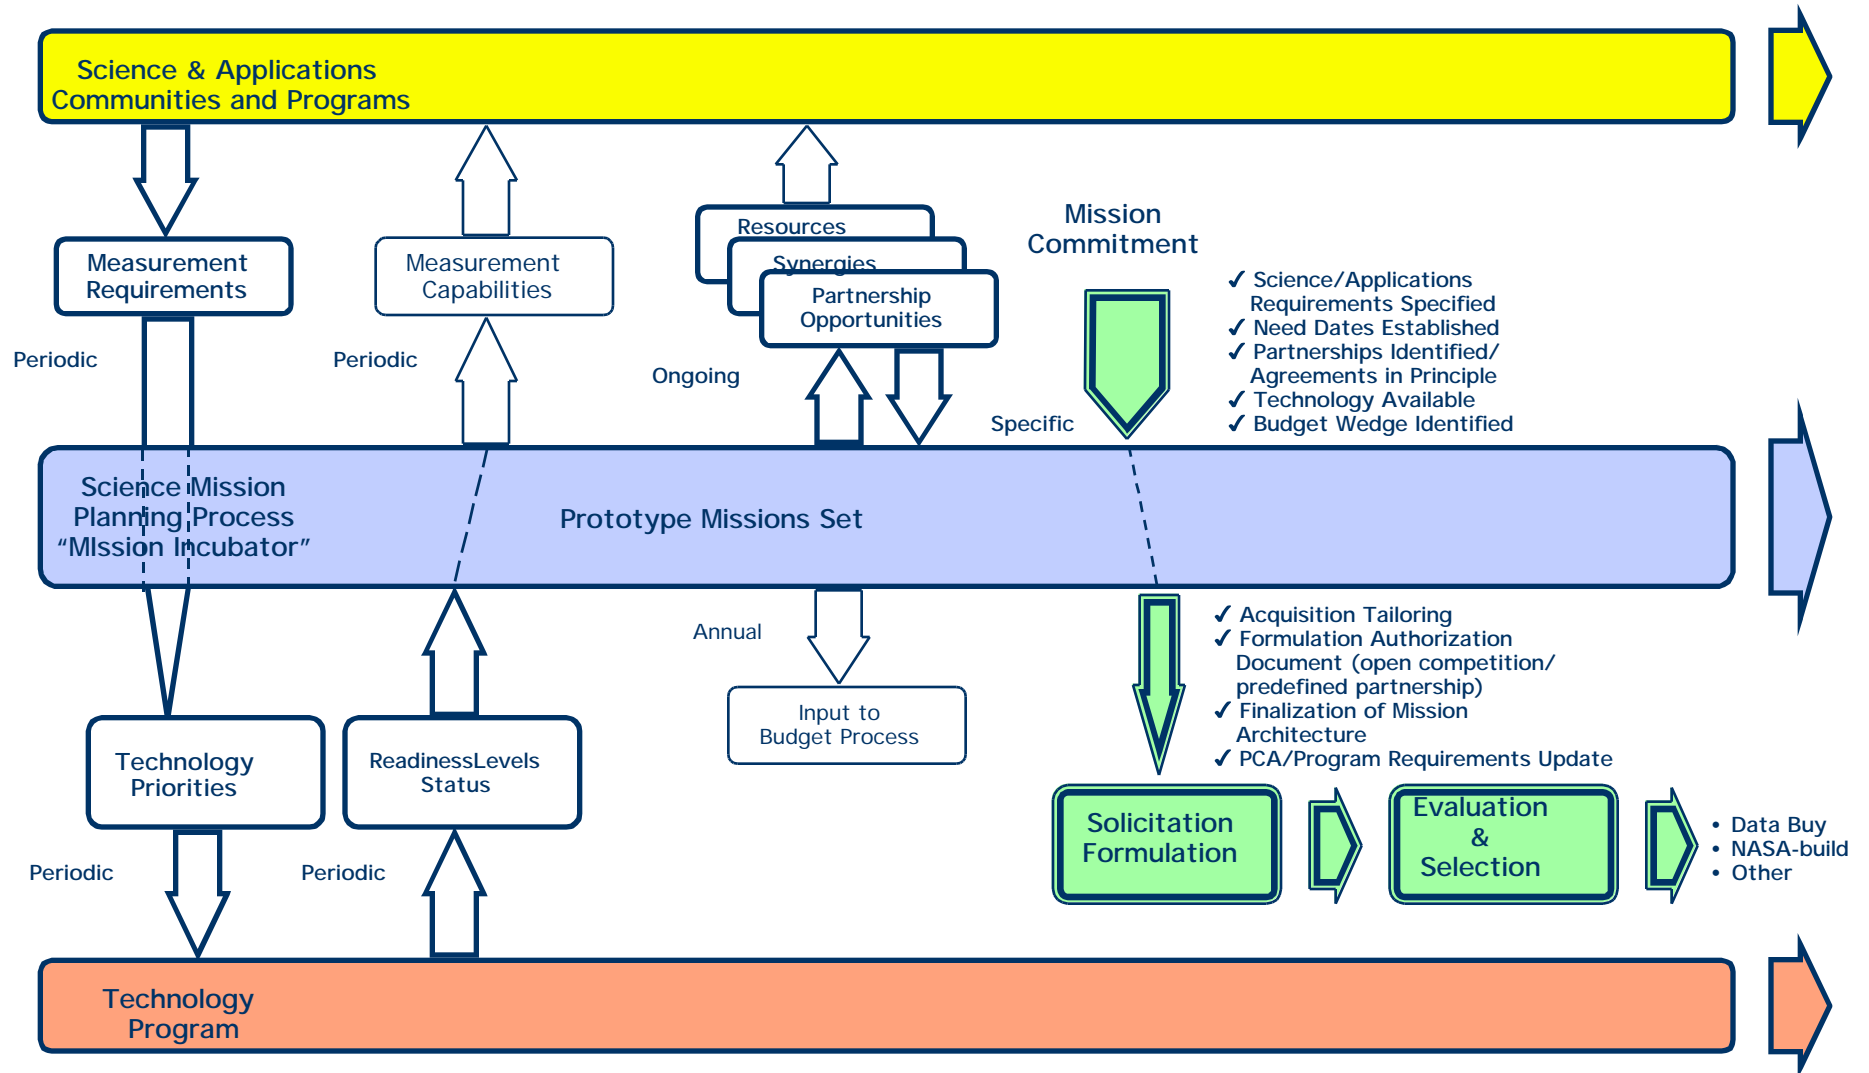 Science & Applications
Communities and Programs
Measurement
Requirements
Periodic
Measurement
Capabilities
Periodic
Resources
Synergies
Partnership
Opportunities
Ongoing
Mission
Commitment
Specific
✓ Science/Applications
Requirements Specified
✓ Need Dates Established
✓ Partnerships Identified/
Agreements in Principle
✓ Technology Available
✓ Budget Wedge Identified
Science Mission
Planning Process
“MIssion Incubator”
Prototype Missions Set
Technology
Priorities
Periodic
ReadinessLevels
Status
Periodic
Annual
Input to
Budget Process
✓ Acquisition Tailoring
✓ Formulation Authorization
Document (open competition/
predefined partnership)
✓ Finalization of Mission
Architecture
✓ PCA/Program Requirements Update
Solicitation
Formulation
Evaluation
&
Selection
• Data Buy
• NASA-build
• Other
Technology
Program